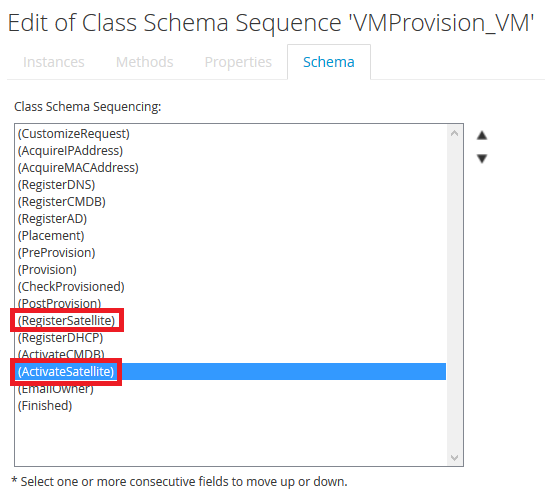 Edit of Class Schema Sequence 'VMProvision_VM'
Instances Methods Properties Schema
Class Schema Sequencing:
(CustomizeRequest)
(AcquireIPAddress)
(AcquireMACAddress)
(RegisterDNS)
(RegisterCMDB)
(RegisterAD)
(Placement)
(PreProvision)
(Provision)
(CheckProvisioned)
(PostProvision)
(RegisterSatellite)
(RegisterDHCP)
(ActivateCMDB)
(ActivateSatellite)
(EmailOwner)
(Finished)
* Select one or more consecutive fields to move up or down.